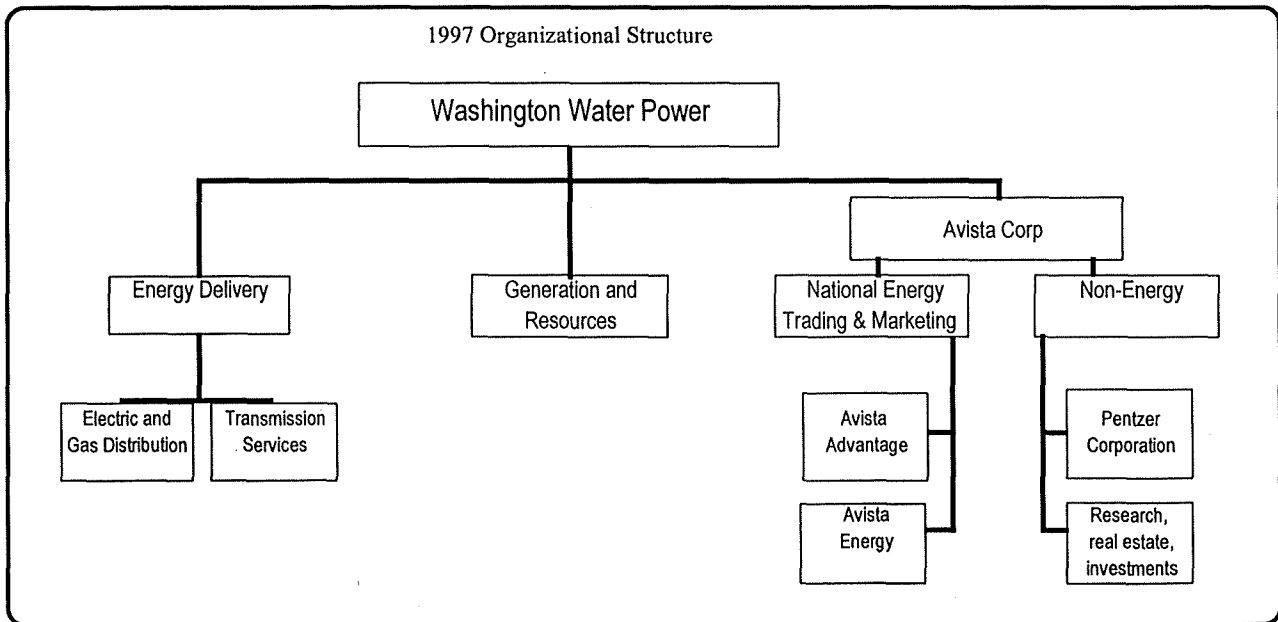 1997 Organizational Structure
Washington Water Power
Avista Corp
Energy Delivery
Generation and
Resources
National Energy
Trading & Marketing
Non-Energy
Electric and
Gas Distribution
Transmission
Services
Avista
Advantage
Pentzer
Corporation
Avista
Energy
Research,
real estate,
investments